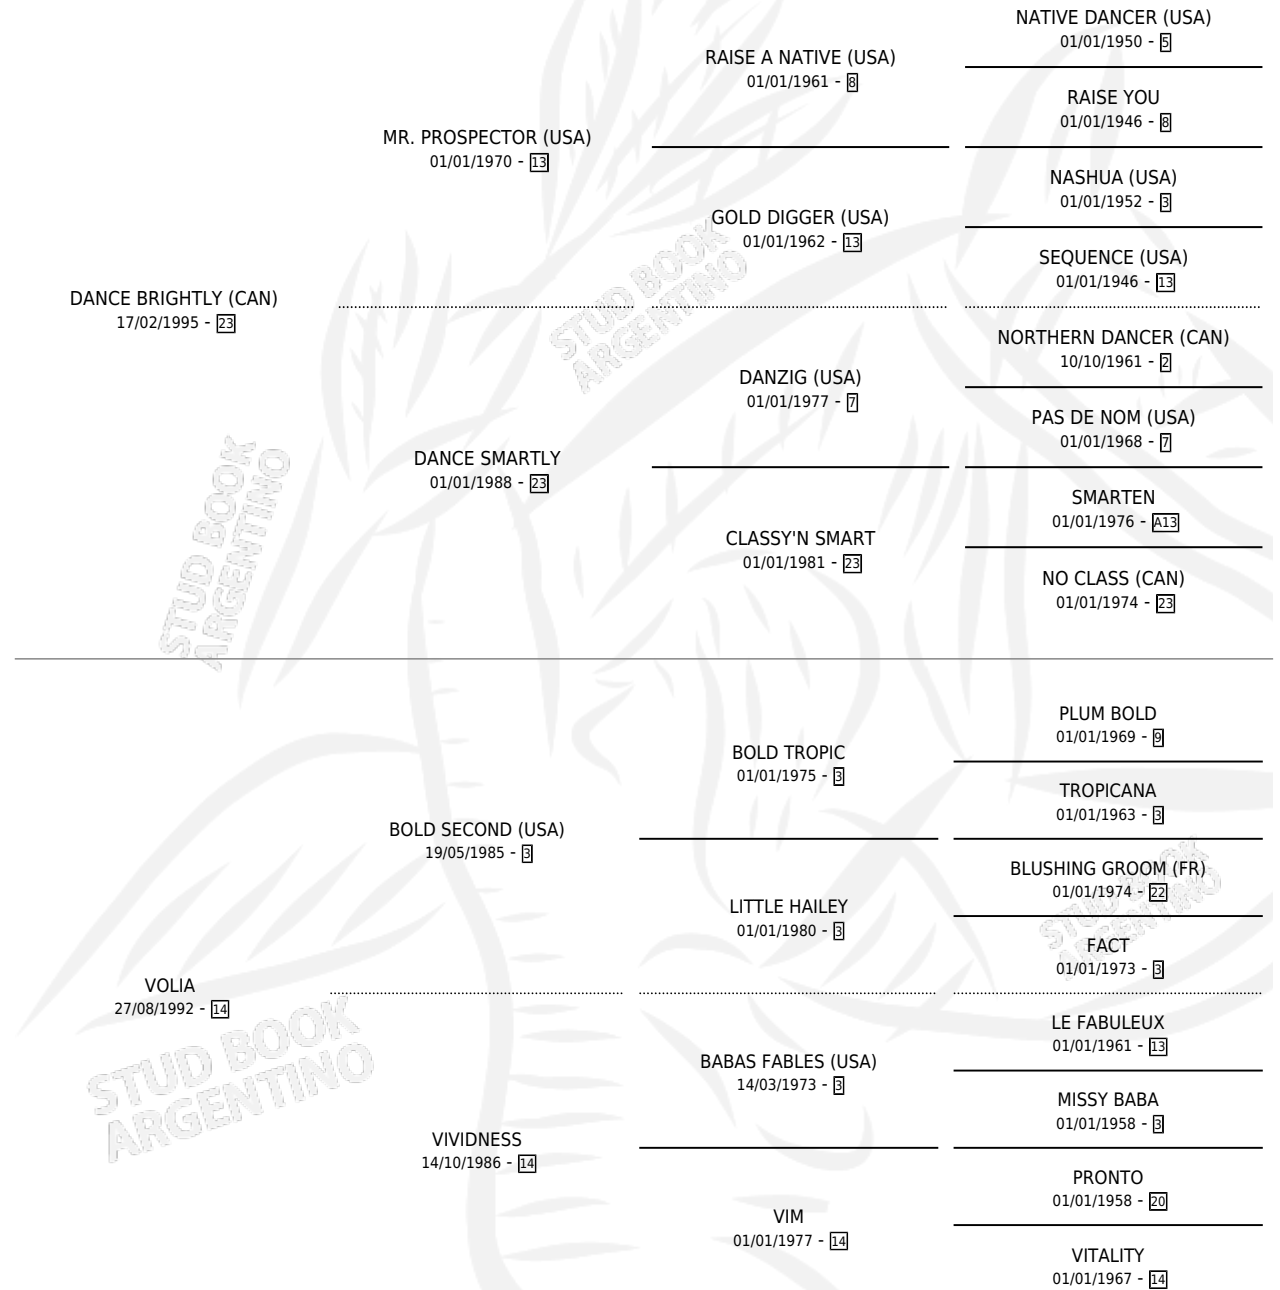 NATIVE DANCER (USA)
01/01/1950 - 5
RAISE A NATIVE (USA)
01/01/1961 - 8
RAISE YOU
01/01/1946 - 8
MR. PROSPECTOR (USA)
01/01/1970 - 13
NASHUA (USA)
01/01/1952 - 3
GOLD DIGGER (USA)
01/01/1962 - 13
SEQUENCE (USA)
01/01/1946 - 13
DANCE BRIGHTLY (CAN)
17/02/1995 - 23
NORTHERN DANCER (CAN)
10/10/1961 - 2
DANZIG (USA)
01/01/1977 - 7
PAS DE NOM (USA)
01/01/1968 - 7
DANCE SMARTLY
01/01/1988 - 23
SMARTEN
01/01/1976 - A13
CLASSY'N SMART
01/01/1981 - 23
NO CLASS (CAN)
01/01/1974 - 23
PLUM BOLD
01/01/1969 - 9
BOLD TROPIC
01/01/1975 - 3
TROPICANA
01/01/1963 - 3
BOLD SECOND (USA)
19/05/1985 - 3
BLUSHING GROOM (FR)
01/01/1974 - 22
LITTLE HAILEY
01/01/1980 - 3
FACT
01/01/1973 - 3
VOLIA
27/08/1992 - 14
LE FABULEUX
01/01/1961 - 13
BABAS FABLES (USA)
14/03/1973 - 3
MISSY BABA
01/01/1958 - 3
VIVIDNESS
14/10/1986 - 14
PRONTO
01/01/1958 - 20
VIM
01/01/1977 - 14
VITALITY
01/01/1967 - 14
STUD BOOK
ARGENTINO
STUD BOOK
ARGENTINO
STUD BOOK
ARGENTINO
STUD BOOK
ARGENTINO